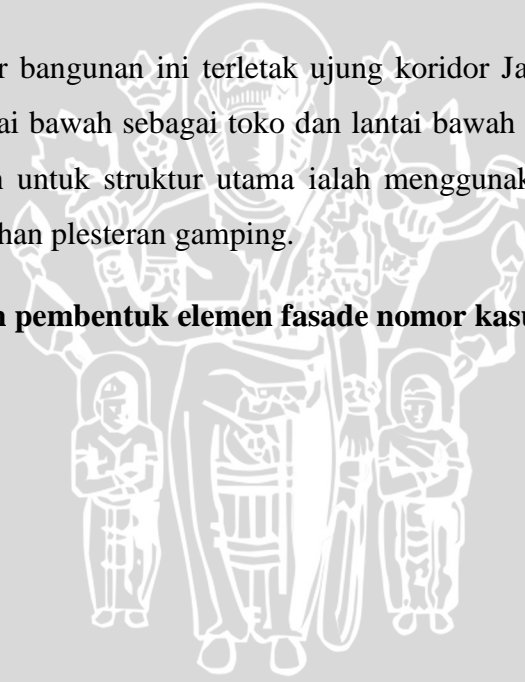 r bangunan ini terletak ujung koridor Ja
ai bawah sebagai toko dan lantai bawah
untuk struktur utama ialah menggunak
han plesteran gamping.
pembentuk elemen fasade nomor kasu